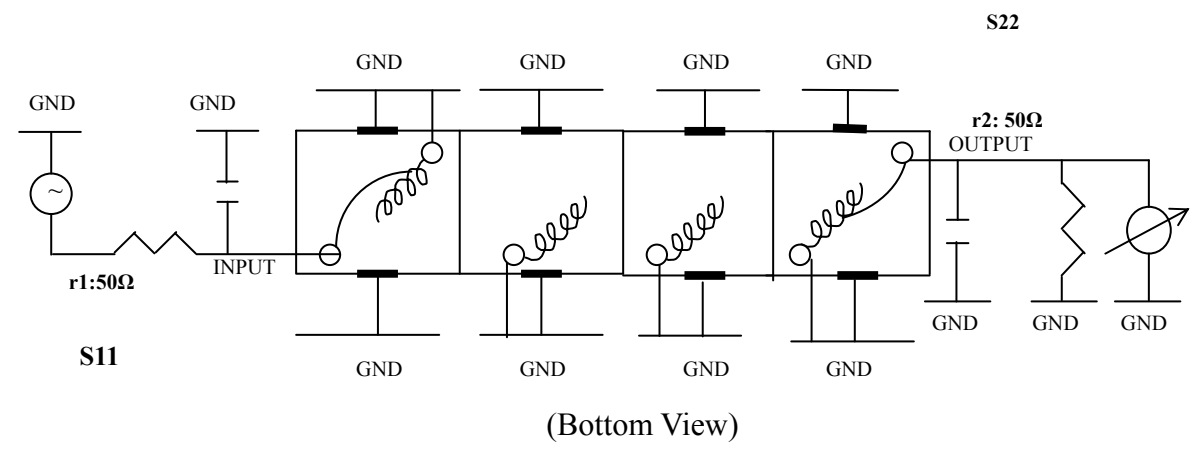 S22
GND GND GND GND
GND GND
r2: 50Ω
OUTPUT
~
INPUT
r1:50Ω
GND GND GND
S11
GND GND GND GND
(Bottom View)